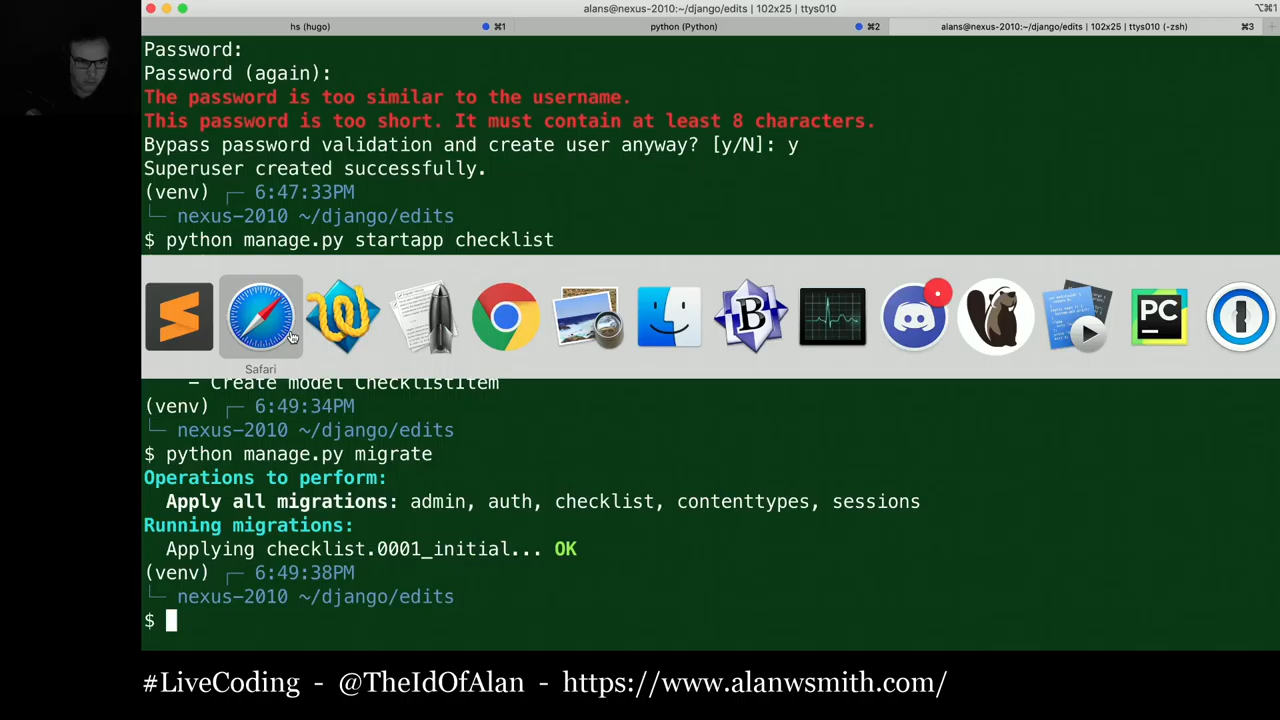 alans@nexus-2010:~/django/edits | 102x25 | ttys010
⌥⌘1
hs (hugo)
⌘1
python (Python)
⌘2
alans@nexus-2010:~/django/edits | 102x25 | ttys010 (-zsh)
⌘3
Password:
Password (again):
The password is too similar to the username.
This password is too short. It must contain at least 8 characters.
Bypass password validation and create user anyway? [y/N]: y
Superuser created successfully.
(venv) ┌─ 6:47:33PM
└─ nexus-2010 ~/django/edits
$ python manage.py startapp checklist
B
PC
Safari
- Create model ChecklistItem
(venv) ┌─ 6:49:34PM
└─ nexus-2010 ~/django/edits
$ python manage.py migrate
Operations to perform:
Apply all migrations: admin, auth, checklist, contenttypes, sessions
Running migrations:
Applying checklist.0001_initial... OK
(venv) ┌─ 6:49:38PM
└─ nexus-2010 ~/django/edits
$
#LiveCoding - @TheIdOfAlan - https://www.alanwsmith.com/